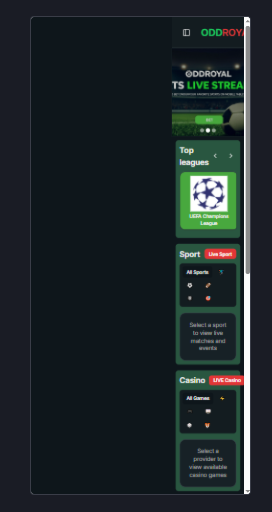 ODDROYA
ODDROYAL
TS LIVE STREA
Top
leagues
UEFA Champions
League
Sport Live Sport
All Sports
Select a sport
to view live
matches and
events
Casino LIVE Casino
All Games
Select a
provider to
view available
casino games